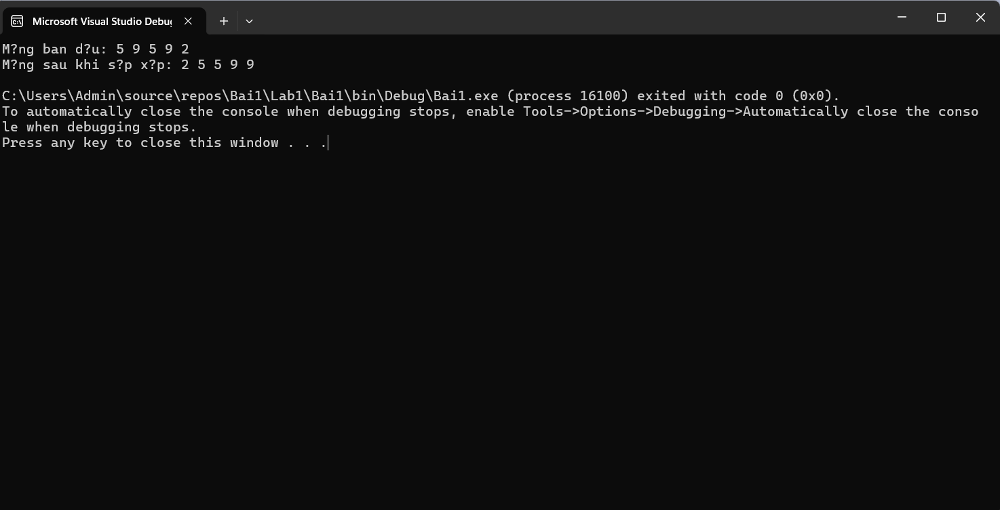 Microsoft Visual Studio Debu
M?ng ban d?u: 5 9 5 9 2
M?ng sau khi s?p x?p: 2 5 5 9 9
C:\Users\Admin\source\repos\Bai1\Lab1\Bai1\bin\Debug\Bai1.exe (process 16100) exited with code 0 (0x0).
To automatically close the console when debugging stops, enable Tools->Options->Debugging->Automatically close the conso
le when debugging stops.
Press any key to close this window . . .